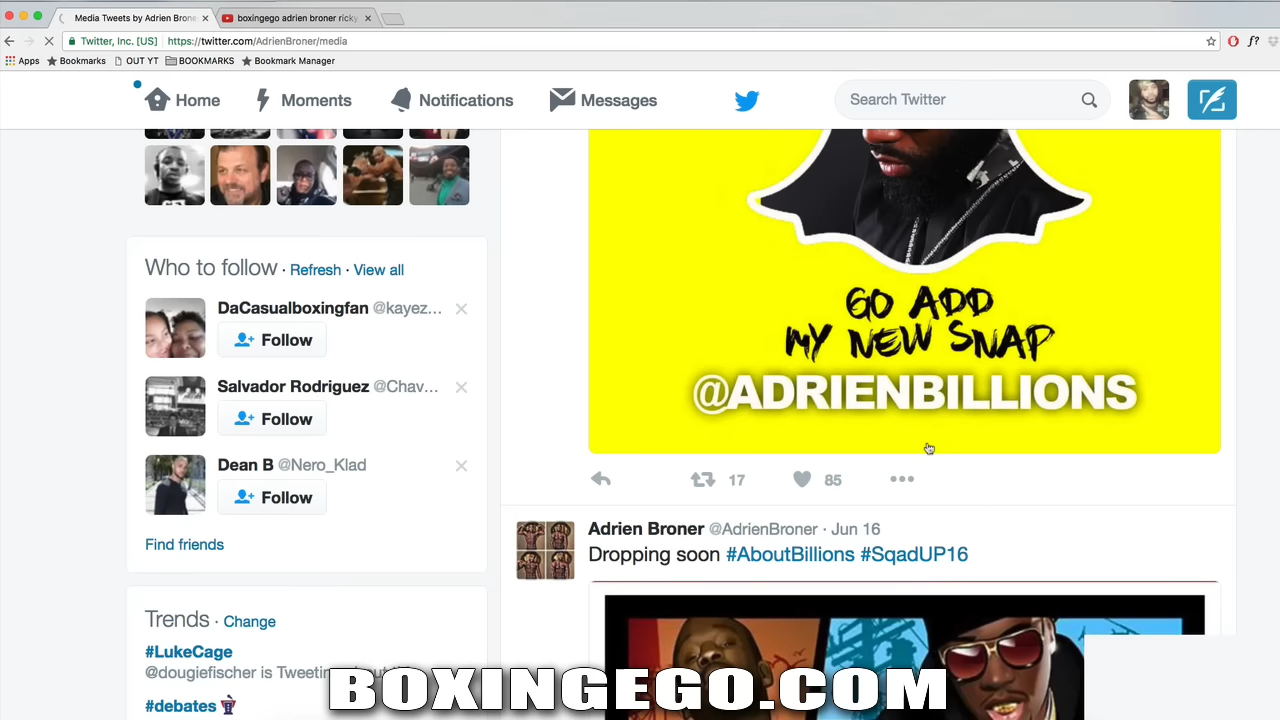 Media Tweets by Adrien Brone
boxingego adrien broner ricky
Twitter, Inc. [US]
https://twitter.com/AdrienBroner/media
f?
Apps
Bookmarks
OUT YT
BOOKMARKS
Bookmark Manager
Home
Moments
Notifications
Messages
Search Twitter
Who to follow · Refresh · View all
DaCasualboxingfan @kayez...
Follow
Salvador Rodriguez @Chav...
Follow
Dean B @Nero_Klad
Follow
Find friends
Trends · Change
#LukeCage
@dougiefischer is Tweetin
#debates
GO ADD
MY NEW SNAP
@ADRIENBILLIONS
17
85
Adrien Broner @AdrienBroner · Jun 16
Dropping soon #AboutBillions #SqadUP16
BOXINGEGO.COM